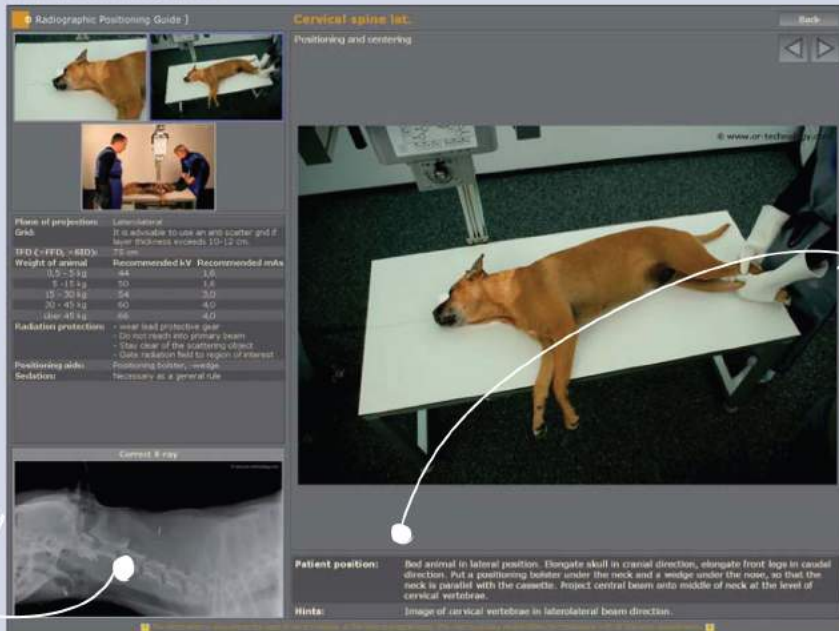 Radiographic Positioning Guide }
Cervical spine lat.
Back
Positioning and centering
© www.or-technology.com
Plane of projection: Laterolateral
Grid: It is advisable to use an anti scatter grid if
layer thickness exceeds 10-12 cm.
TFD (=FFD, =SID): 75 cm
Weight of animal Recommended kV Recommended mAs
0,5 - 5 kg 44 1,6
5 -15 kg 50 1,6
15 - 30 kg 54 3,0
30 - 45 kg 60 4,0
über 45 kg 66 4,0
Radiation protection: - wear lead protective gear
- Do not reach into primary beam
- Stay clear of the scattering object
- Gate radiation field to region of interest
Positioning aids: Positioning bolster, -wedge
Sedation: Necessary as a general rule
Correct X-ray
Patient position: Bed animal in lateral position. Elongate skull in cranial direction, elongate front legs in caudal
direction. Put a positioning bolster under the neck and a wedge under the nose, so that the
neck is parallel with the cassette. Project central beam onto middle of neck at the level of
cervical vertebrae.
Hints: Image of cervical vertebrae in laterolateral beam direction.